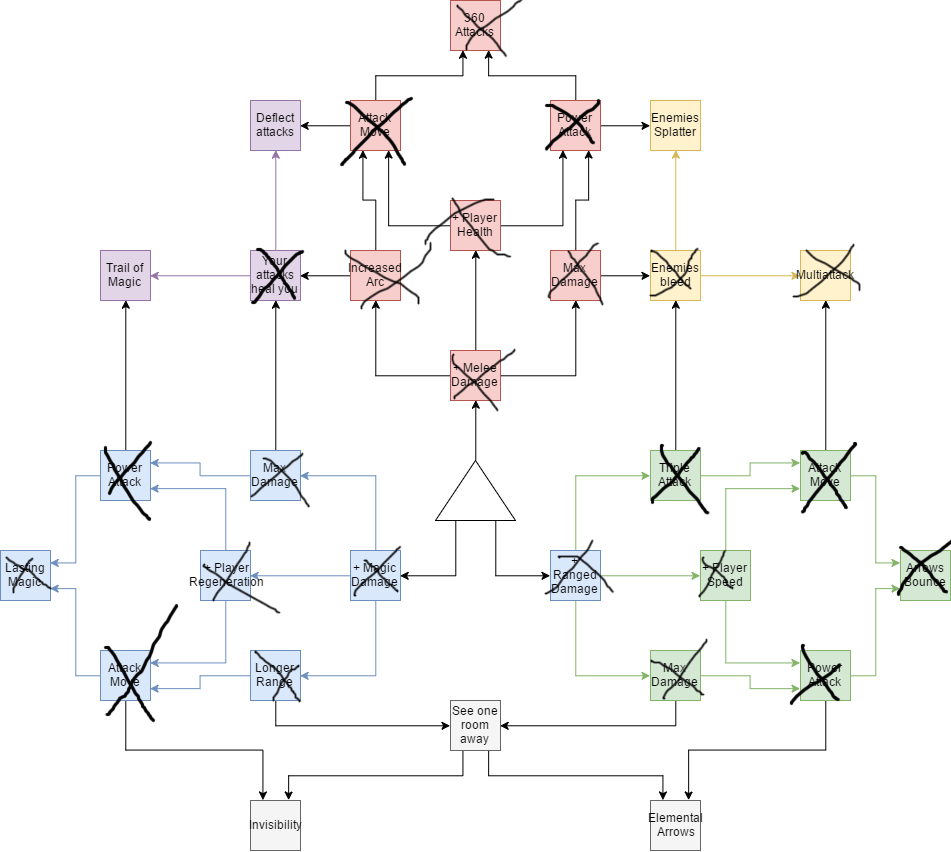 360
Attacks
Deflect
attacks
Attack
Move
Power
Attack
Enemies
Splatter
+ Player
Health
Trail of
Magic
Your
attacks
heal you
Increased
Arc
Max
Damage
Enemies
bleed
Multiattack
+ Melee
Damage
Power
Attack
Max
Damage
Triple
Attack
Attack
Move
Lasting
Magic
+ Player
Regeneration
+ Magic
Damage
+
Ranged
Damage
+ Player
Speed
Arrows
Bounce
Attack
Move
Longer
Range
Max
Damage
Power
Attack
See one
room
away
Invisibility
Elemental
Arrows